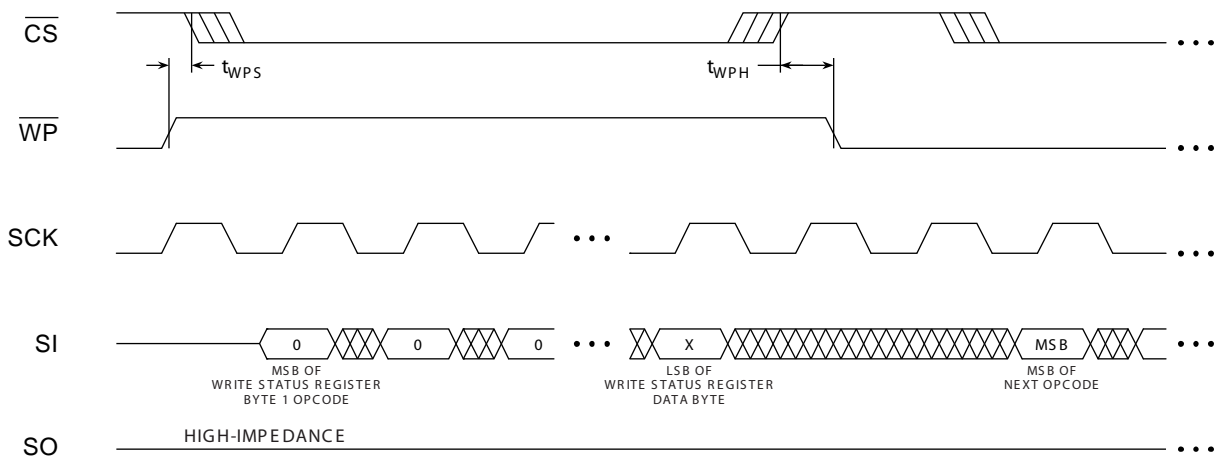 CS
tWPS
tWPH
WP
SCK
SI
0
0
0
X
MSB
MSB OF
WRITE STATUS REGISTER
BYTE 1 OPCODE
LSB OF
WRITE STATUS REGISTER
DATA BYTE
MSB OF
NEXT OPCODE
SO
HIGH-IMPEDANCE